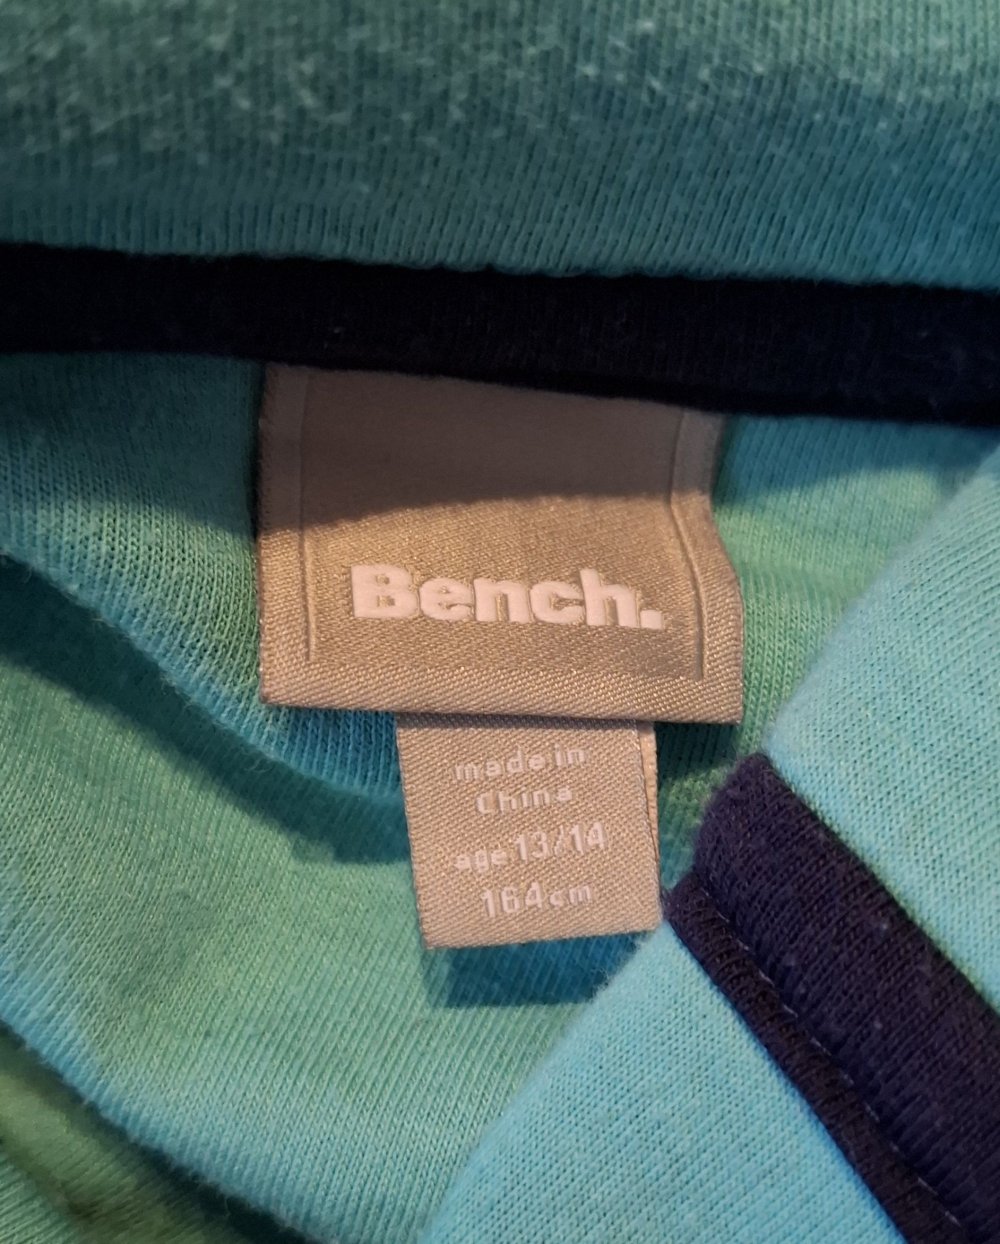 Bench.
made in
China
age 13/14
164cm